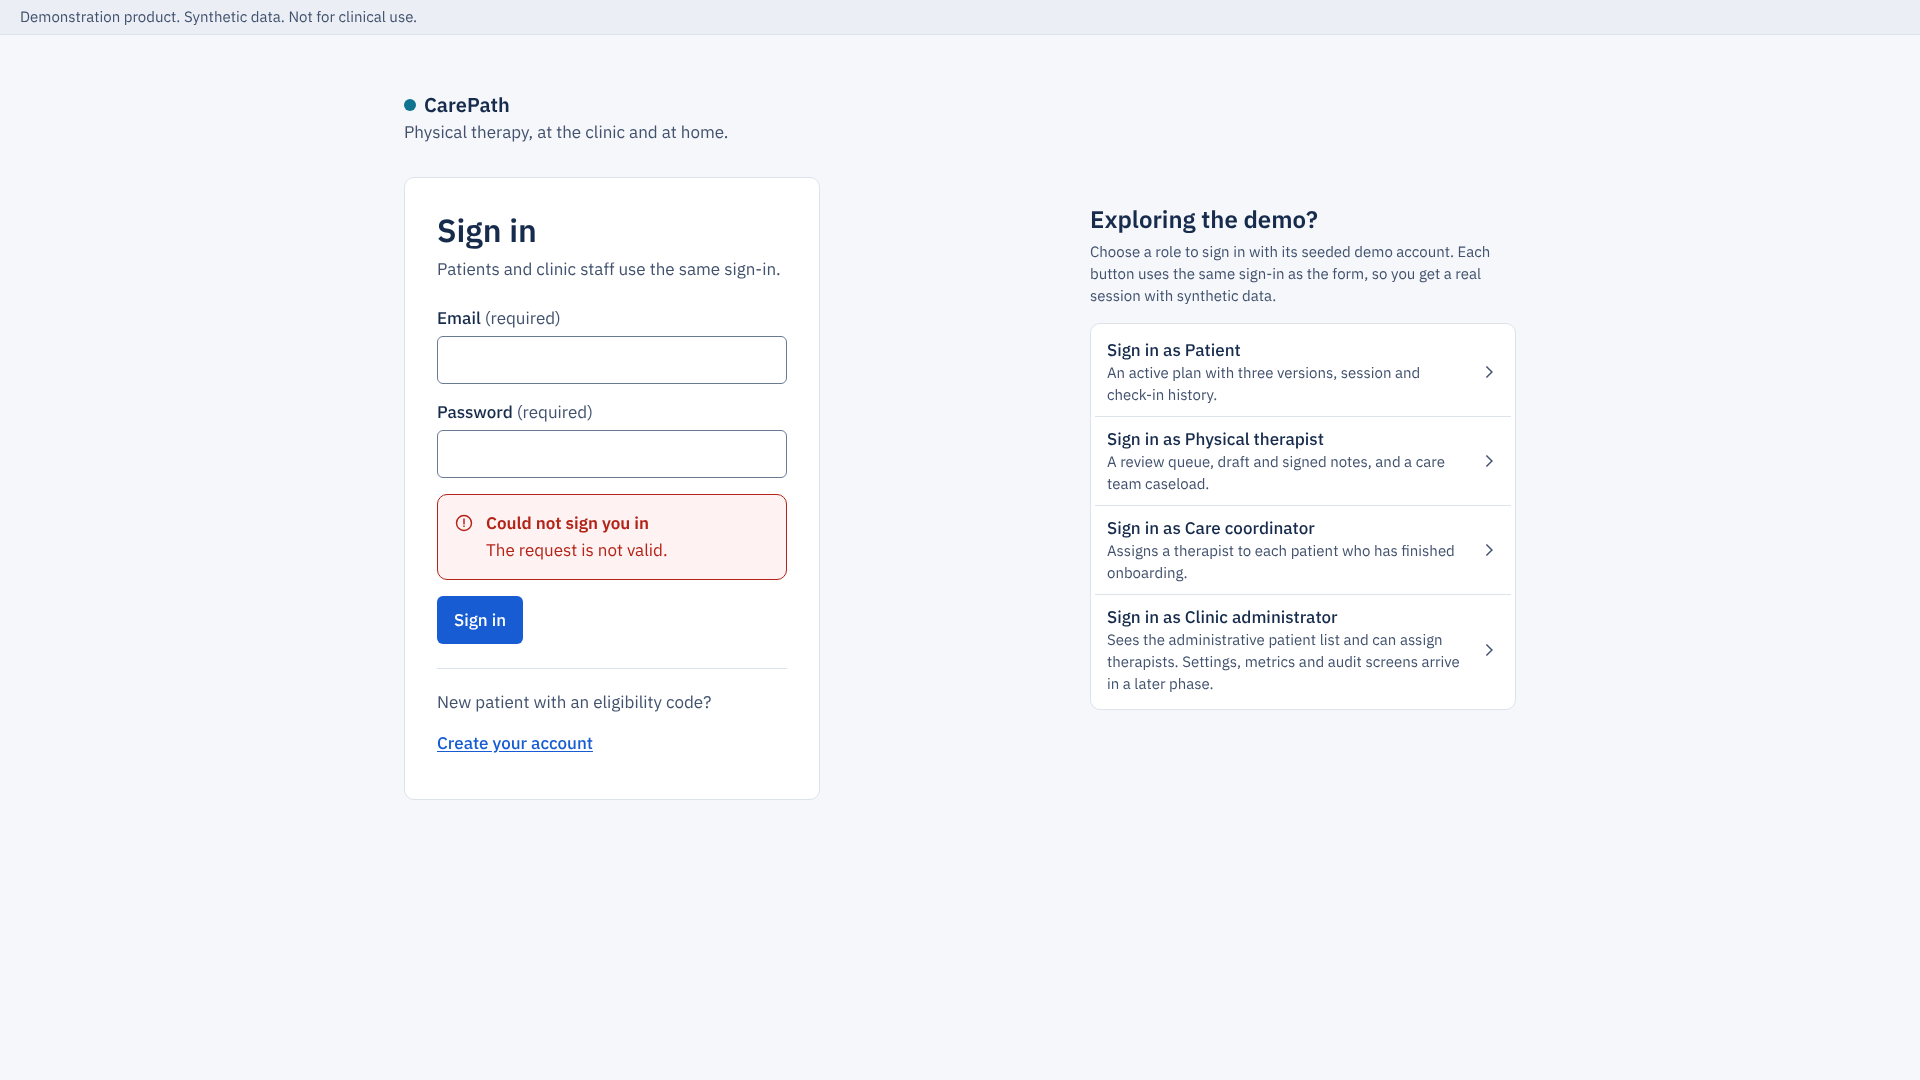 Demonstration product. Synthetic data. Not for clinical use.
CarePath
Physical therapy, at the clinic and at home.
Sign in
Patients and clinic staff use the same sign-in.
Email (required)
Password (required)
Could not sign you in
The request is not valid.
Sign in
New patient with an eligibility code?
Create your account
Exploring the demo?
Choose a role to sign in with its seeded demo account. Each
button uses the same sign-in as the form, so you get a real
session with synthetic data.
Sign in as Patient
An active plan with three versions, session and
check-in history.
Sign in as Physical therapist
A review queue, draft and signed notes, and a care
team caseload.
Sign in as Care coordinator
Assigns a therapist to each patient who has finished
onboarding.
Sign in as Clinic administrator
Sees the administrative patient list and can assign
therapists. Settings, metrics and audit screens arrive
in a later phase.